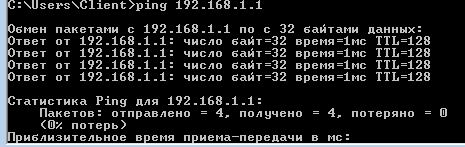 C:\Users\Client>ping 192.168.1.1
Обмен пакетами с 192.168.1.1 по с 32 байтами данных:
Ответ от 192.168.1.1: число байт=32 время=1мс TTL=128
Ответ от 192.168.1.1: число байт=32 время=1мс TTL=128
Ответ от 192.168.1.1: число байт=32 время=1мс TTL=128
Ответ от 192.168.1.1: число байт=32 время=1мс TTL=128
Статистика Ping для 192.168.1.1:
Пакетов: отправлено = 4, получено = 4, потеряно = 0
(0% потерь)
Приблизительное время приема-передачи в мс: